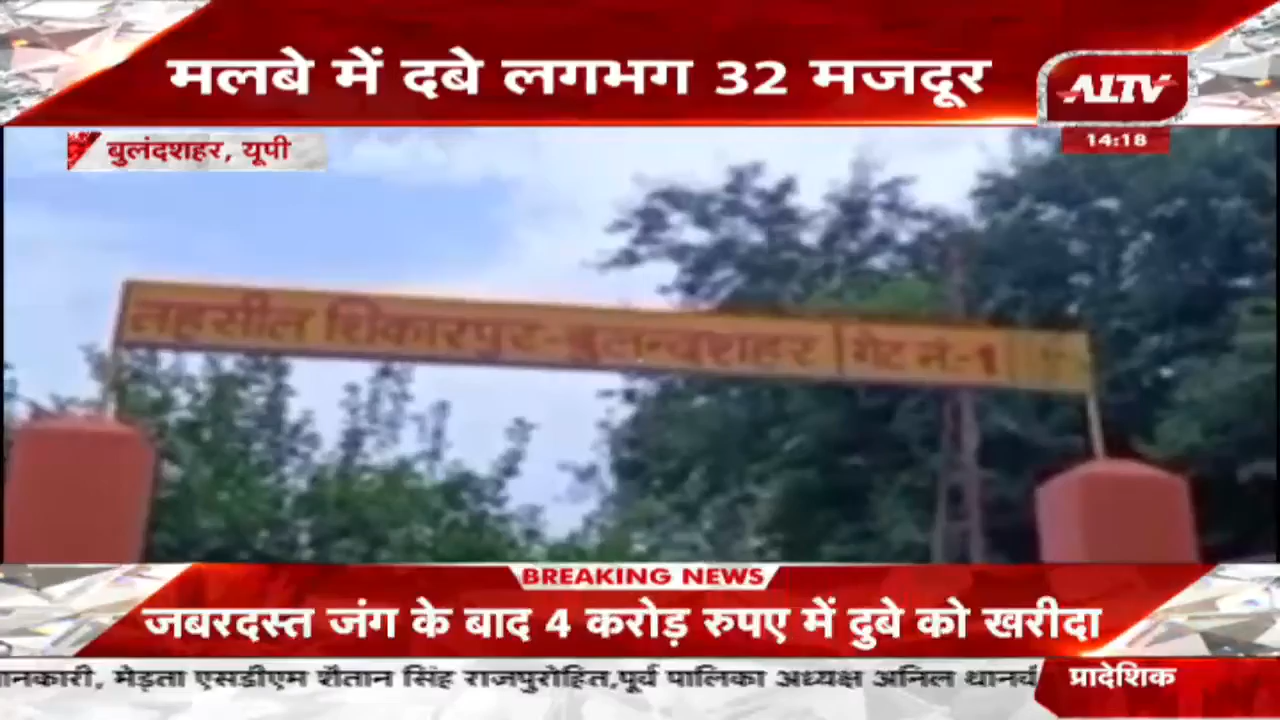 मलबे में दबे लगभग 32 मजदूर
ALTV
14:18
बुलंदशहर, यूपी
तहसील शिकारपुर-बुलन्दशहर गेट नं-1
BREAKING NEWS
जबरदस्त जंग के बाद 4 करोड़ रुपए में दुबे को खरीदा
मेड़ता एसडीएम शैतान सिंह राजपुरोहित,पूर्व पालिका अध्यक्ष अनिल
प्रादेशिक